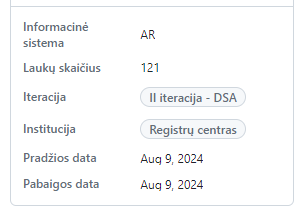 Informacinė
sistema AR
Laukų skaičius 121
Iteracija II iteracija - DSA
Institucija Registrų centras
Pradžios data Aug 9, 2024
Pabaigos data Aug 9, 2024